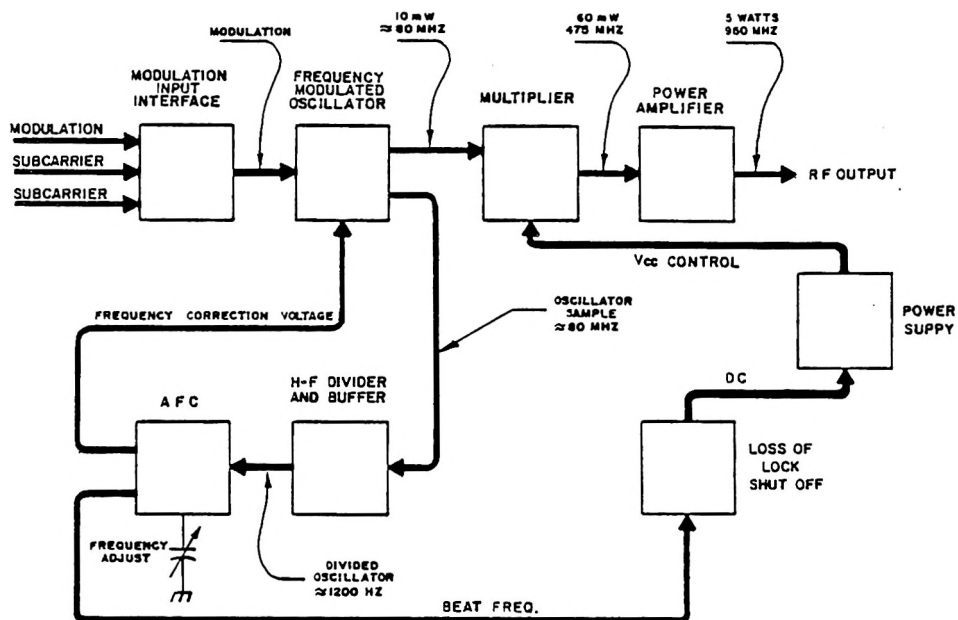 10 mW
≈80 MHZ
60 mW
475 MHZ
5 WATTS
950 MHZ
MODULATION
MODULATION
INPUT
INTERFACE
FREQUENCY
MODULATED
OSCILLATOR
MULTIPLIER
POWER
AMPLIFIER
MODULATION
SUBCARRIER
SUBCARRIER
RF OUTPUT
Vcc CONTROL
FREQUENCY CORRECTION VOLTAGE
OSCILLATOR
SAMPLE
≈80 MHZ
POWER
SUPPY
DC
AFC
H-F DIVIDER
AND BUFFER
LOSS OF
LOCK
SHUT OFF
FREQUENCY
ADJUST
DIVIDED
OSCILLATOR
≈1200 HZ
BEAT FREQ.